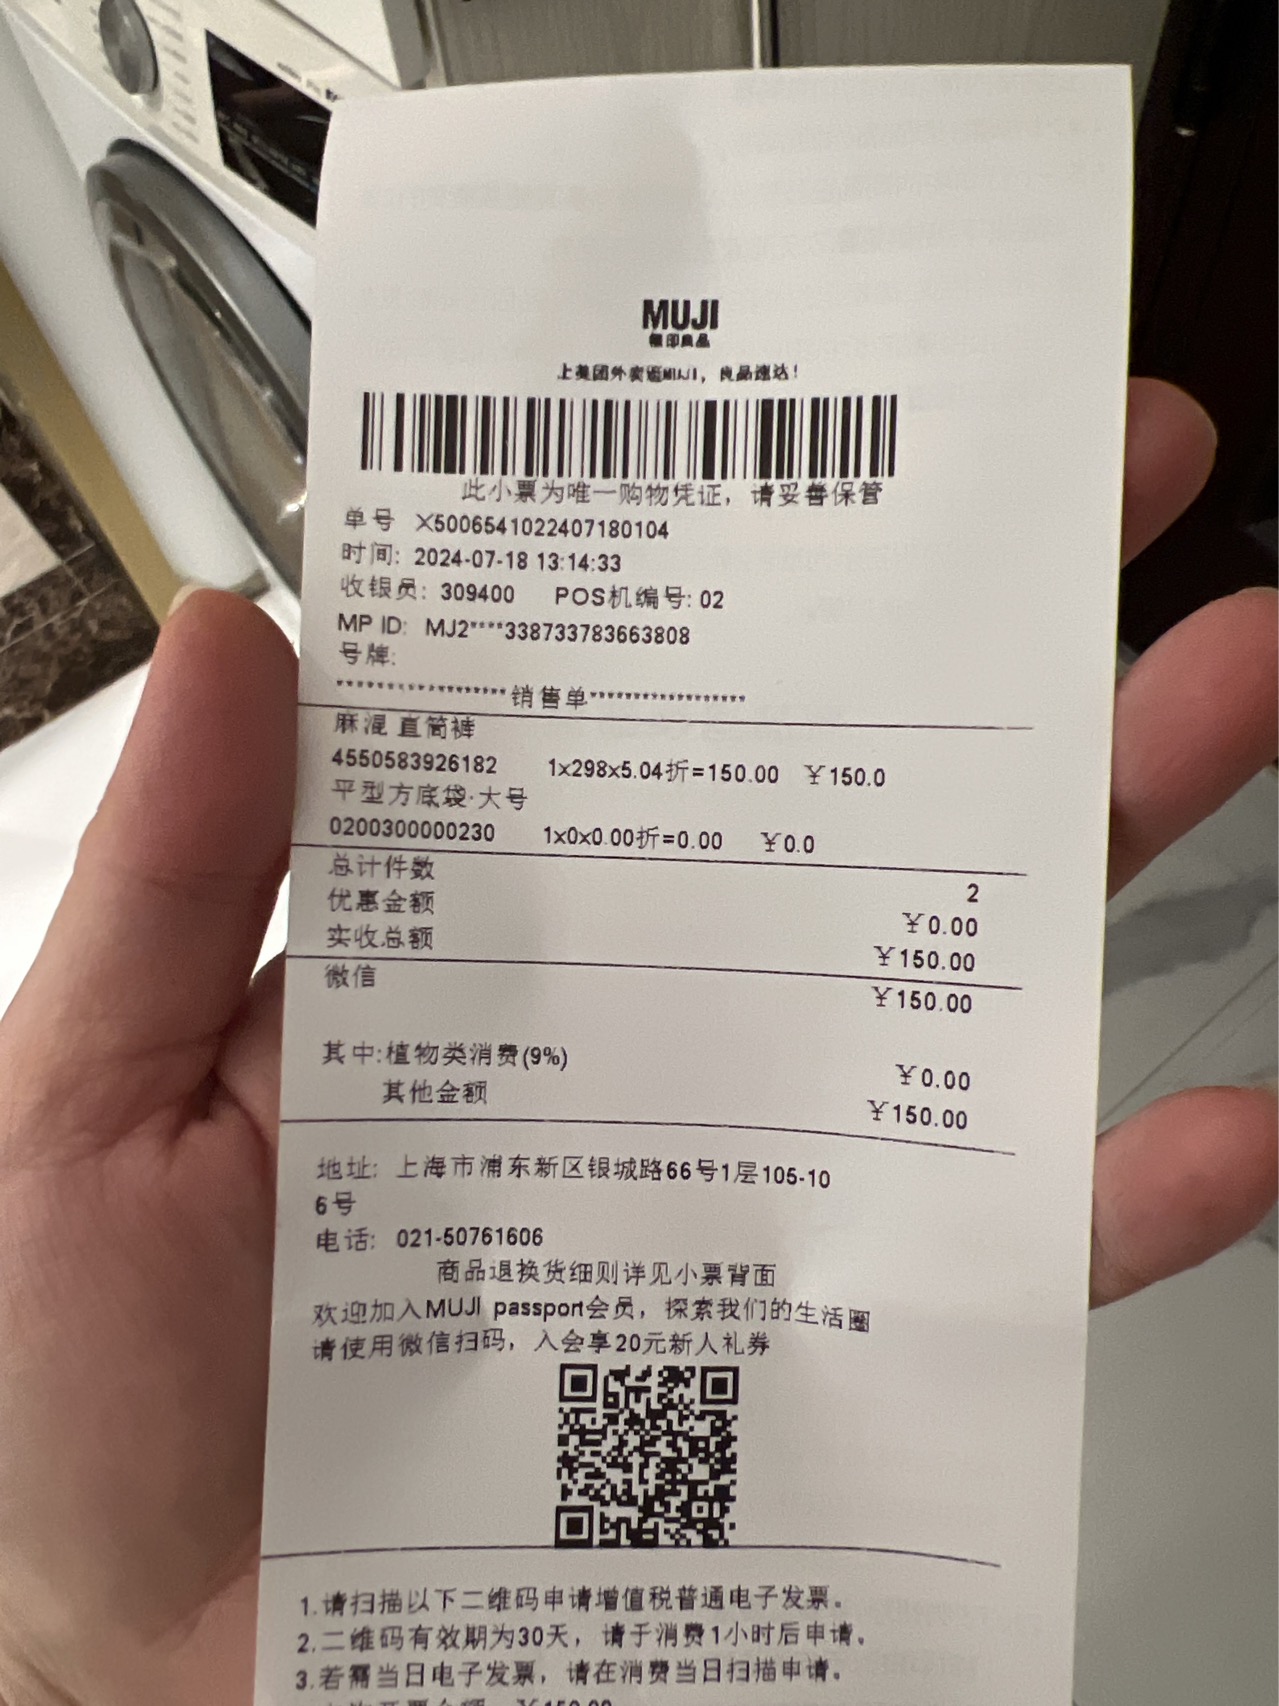 MUJI
無印良品
上美团外卖逛MUJI，良品速达！
此小票为唯一购物凭证，请妥善保管
单号 X5006541022407180104
时间: 2024-07-18 13:14:33
收银员: 309400 POS机编号: 02
MP ID: MJ2****338733783663808
号牌:
*******************销售单******************
麻混 直筒裤
4550583926182 1x298x5.04折=150.00 ￥150.0
平型方底袋·大号
0200300000230 1x0x0.00折=0.00 ￥0.0
总计件数 2
优惠金额 ￥0.00
实收总额 ￥150.00
微信 ￥150.00
其中:植物类消费(9%) ￥0.00
其他金额 ￥150.00
地址: 上海市浦东新区银城路66号1层105-10
6号
电话: 021-50761606
商品退换货细则详见小票背面
欢迎加入MUJI passport会员，探索我们的生活圈
请使用微信扫码，入会享20元新人礼券
1.请扫描以下二维码申请增值税普通电子发票。
2.二维码有效期为30天，请于消费1小时后申请。
3.若需当日电子发票，请在消费当日扫描申请。